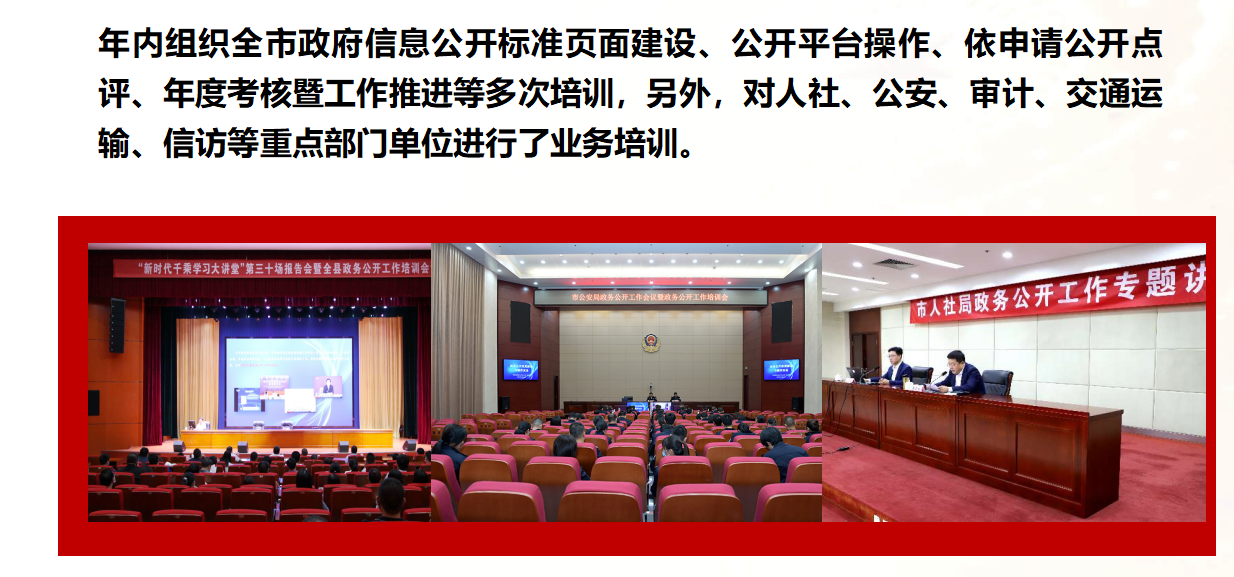 年内组织全市政府信息公开标准页面建设、公开平台操作、依申请公开点
评、年度考核暨工作推进等多次培训，另外，对人社、公安、审计、交通运
输、信访等重点部门单位进行了业务培训。
“新时代千乘学习大讲堂”第三十场报告会暨全县政务公开工作培训会
市公安局政务公开工作会议暨政务公开工作培训会
市人社局政务公开工作专题讲